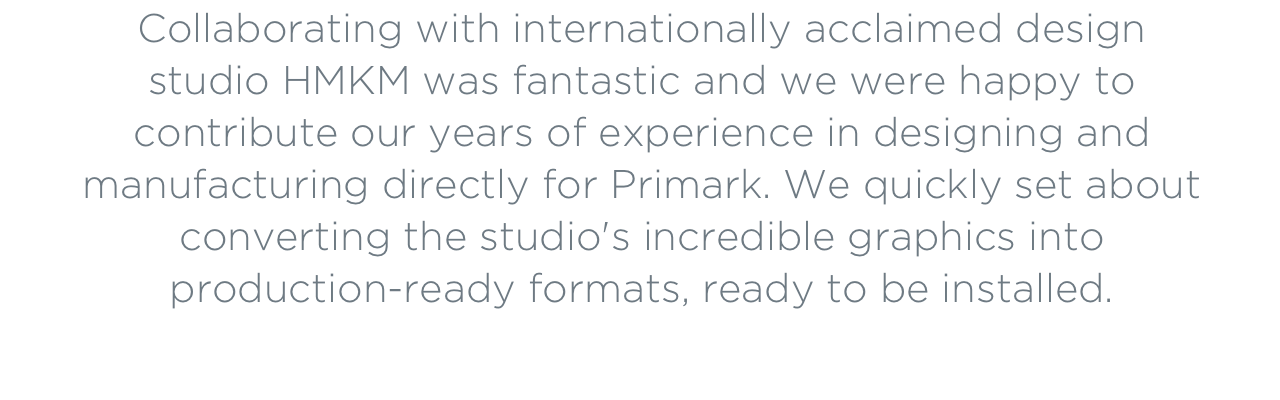 Collaborating with internationally acclaimed design
studio HMKM was fantastic and we were happy to
contribute our years of experience in designing and
manufacturing directly for Primark. We quickly set about
converting the studio's incredible graphics into
production-ready formats, ready to be installed.